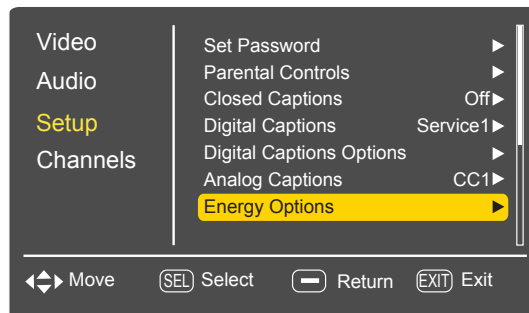 Video
Audio
Setup
Channels
Set Password
Parental Controls
Closed Captions Off
Digital Captions Service1
Digital Captions Options
Analog Captions CC1
Energy Options
Move SEL Select Return EXIT Exit